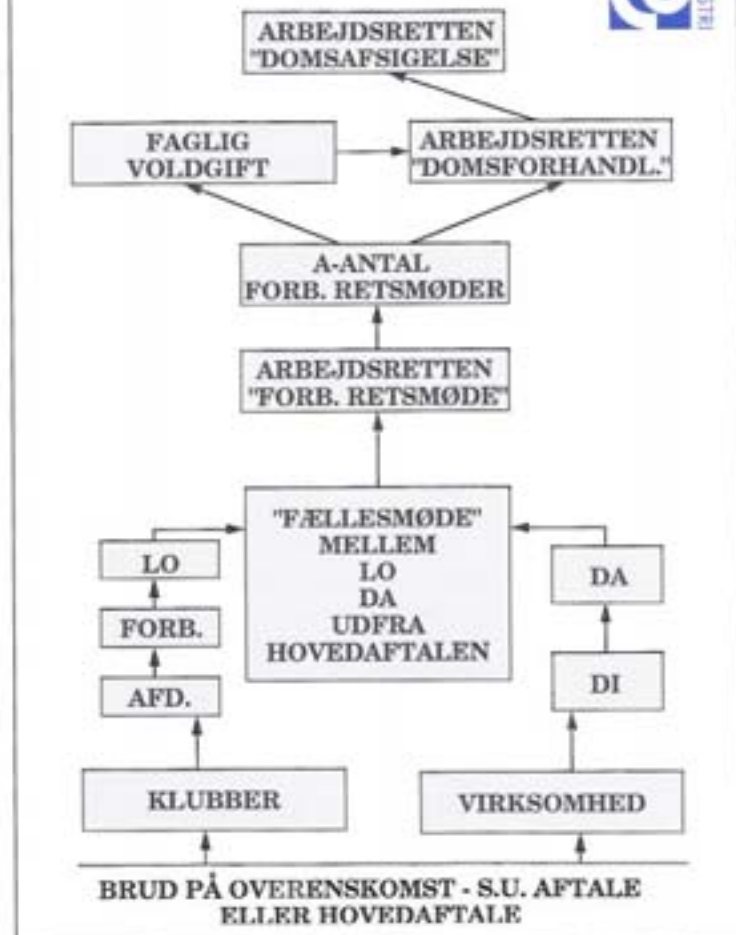 STRI
ARBEJDSRETTEN
"DOMSAFSIGELSE"
FAGLIG
VOLDGIFT
ARBEJDSRETTEN
"DOMSFORHANDL."
A-ANTAL
FORB. RETSMØDER
ARBEJDSRETTEN
"FORB. RETSMØDE"
"FÆLLESMØDE"
MELLEM
LO
DA
UDFRA
HOVEDAFTALEN
LO
FORB.
AFD.
DA
DI
KLUBBER
VIRKSOMHED
BRUD PÅ OVERENSKOMST - S.U. AFTALE
ELLER HOVEDAFTALE